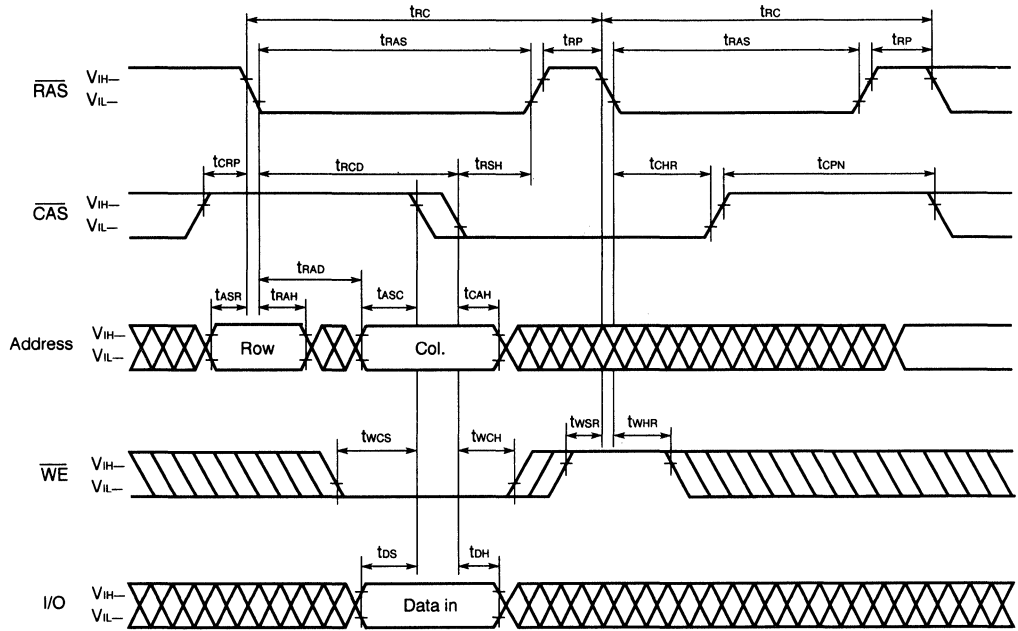 tRC tRC
tRAS tRP tRAS tRP
RAS VIH–
VIL–
tCRP tRCD tRSH tCHR tCPN
CAS VIH–
VIL–
tRAD
tASR tRAH tASC tCAH
Address VIH–
VIL–
Row Col.
tWCS tWCH tWSR tWHR
WE VIH–
VIL–
tDS tDH
I/O VIH–
VIL–
Data in